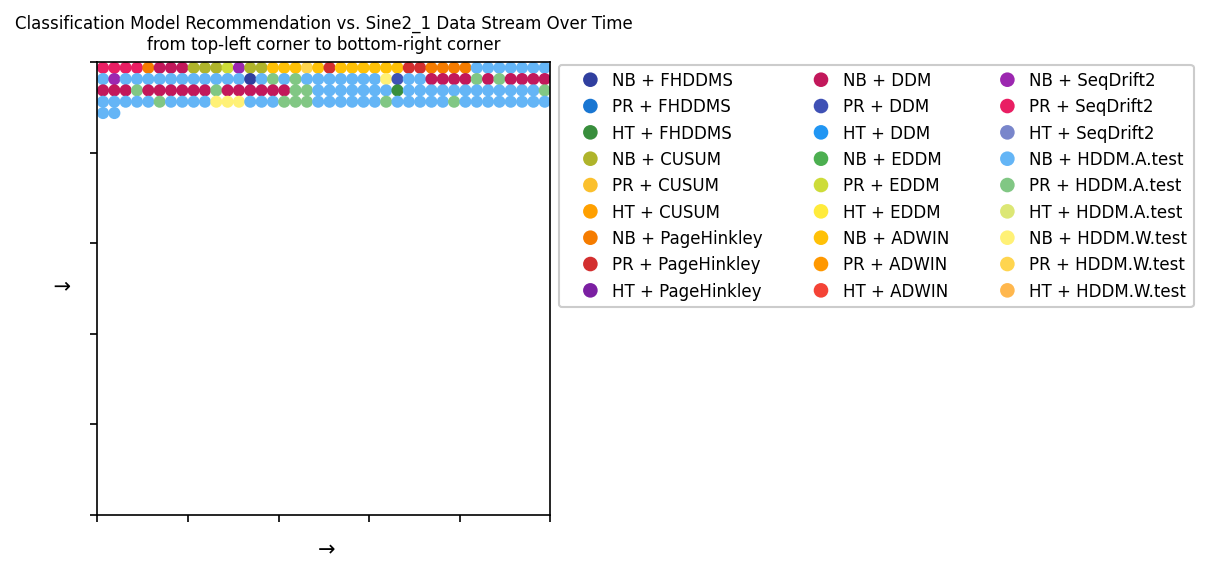 Classification Model Recommendation vs. Sine2_1 Data Stream Over Time
from top-left corner to bottom-right corner
NB + FHDDMS
PR + FHDDMS
HT + FHDDMS
NB + CUSUM
PR + CUSUM
HT + CUSUM
NB + PageHinkley
PR + PageHinkley
HT + PageHinkley
NB + DDM
PR + DDM
HT + DDM
NB + EDDM
PR + EDDM
HT + EDDM
NB + ADWIN
PR + ADWIN
HT + ADWIN
NB + SeqDrift2
PR + SeqDrift2
HT + SeqDrift2
NB + HDDM.A.test
PR + HDDM.A.test
HT + HDDM.A.test
NB + HDDM.W.test
PR + HDDM.W.test
HT + HDDM.W.test
→
→